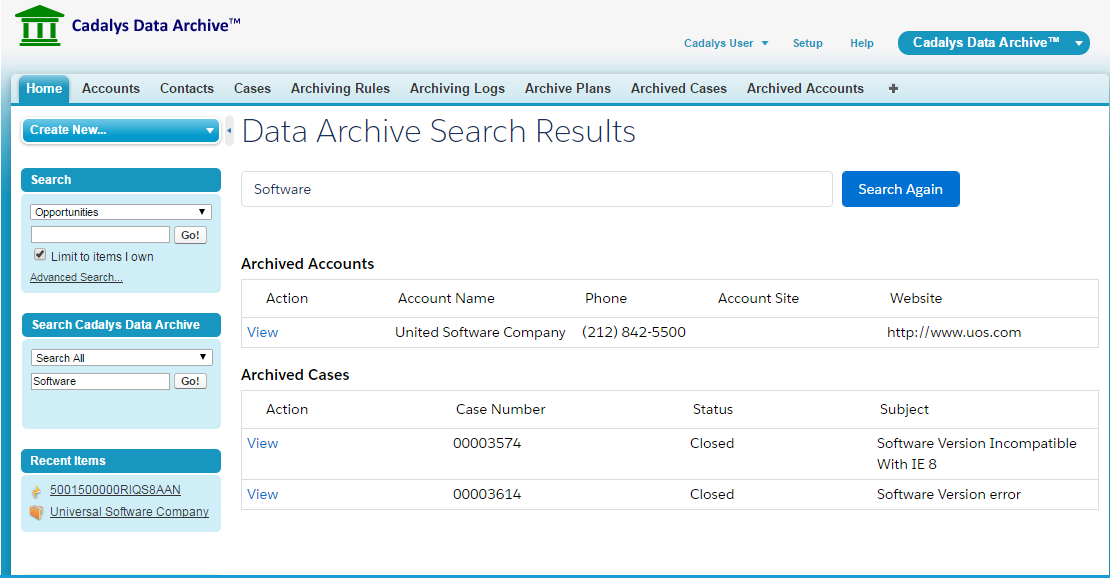 Cadalys Data Archive™
Cadalys User Setup Help Cadalys Data Archive™
Home Accounts Contacts Cases Archiving Rules Archiving Logs Archive Plans Archived Cases Archived Accounts
Create New...
Search
Opportunities
Go!
Limit to items I own
Advanced Search...
Search Cadalys Data Archive
Search All
Software Go!
Recent Items
5001500000RIQS8AAN
Universal Software Company
Data Archive Search Results
Software Search Again
Archived Accounts
Action Account Name Phone Account Site Website
View United Software Company (212) 842-5500 http://www.uos.com
Archived Cases
Action Case Number Status Subject
View 00003574 Closed Software Version Incompatible
With IE 8
View 00003614 Closed Software Version error